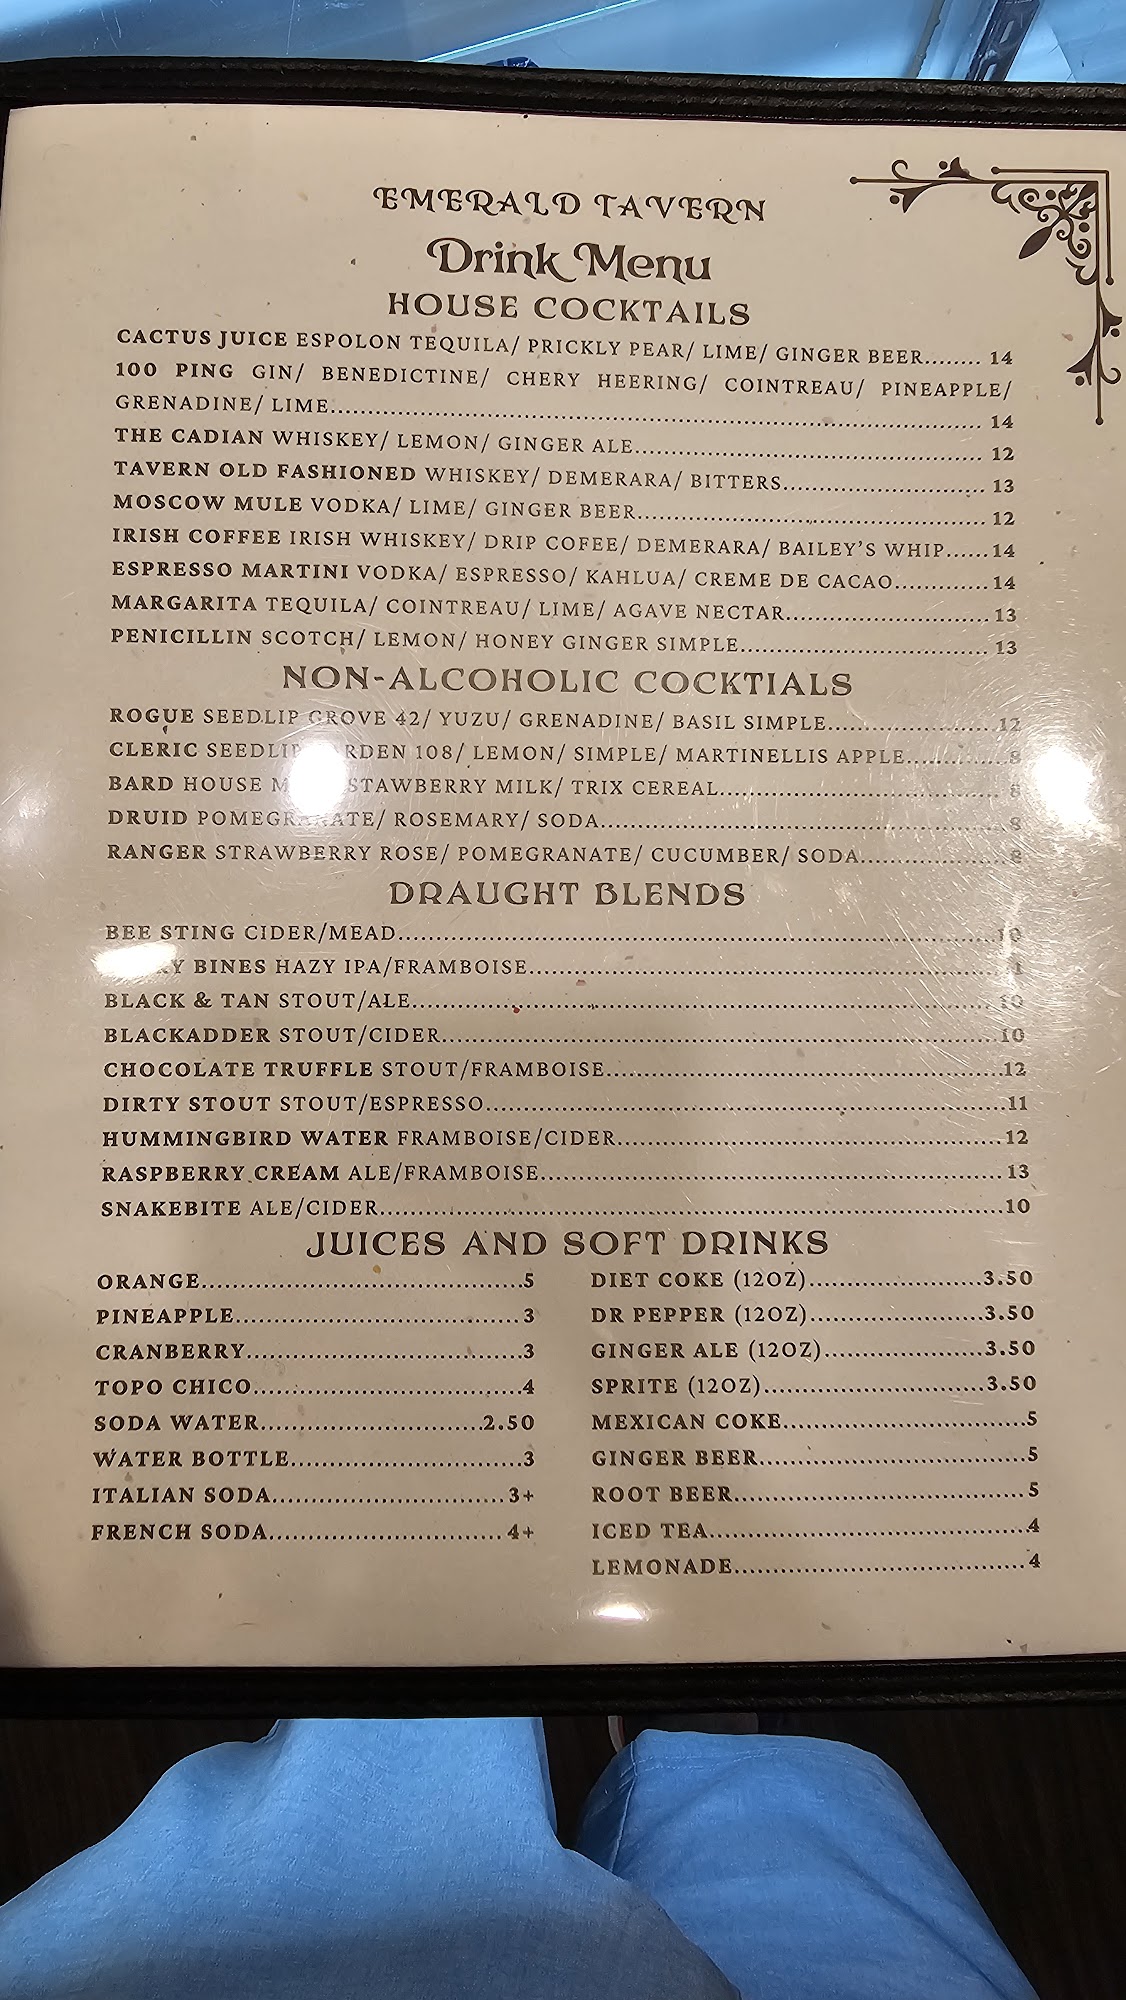 EMERALD TAVERN
Drink Menu
HOUSE COCKTAILS
CACTUS JUICE ESPOLON TEQUILA/ PRICKLY PEAR/ LIME/ GINGER BEER........ 14
100 PING GIN/ BENEDICTINE/ CHERY HEERING/ COINTREAU/ PINEAPPLE/
GRENADINE/ LIME........ 14
THE CADIAN WHISKEY/ LEMON/ GINGER ALE........ 12
TAVERN OLD FASHIONED WHISKEY/ DEMERARA/ BITTERS........ 13
MOSCOW MULE VODKA/ LIME/ GINGER BEER........ 12
IRISH COFFEE IRISH WHISKEY/ DRIP COFEE/ DEMERARA/ BAILEY'S WHIP......14
ESPRESSO MARTINI VODKA/ ESPRESSO/ KAHLUA/ CREME DE CACAO........ 14
MARGARITA TEQUILA/ COINTREAU/ LIME/ AGAVE NECTAR........ 13
PENICILLIN SCOTCH/ LEMON/ HONEY GINGER SIMPLE........ 13
NON-ALCOHOLIC COCKTIALS
ROGUE SEEDLIP GROVE 42/ YUZU/ GRENADINE/ BASIL SIMPLE........ 12
CLERIC SEEDLIP 108/ LEMON/ SIMPLE/ MARTINELLIS APPLE........ 8
BARD HOUSE STAWBERRY MILK/ TRIX CEREAL........ 8
DRUID POMEGRANATE/ ROSEMARY/ SODA........ 8
RANGER STRAWBERRY ROSE/ POMEGRANATE/ CUCUMBER/ SODA........ 8
DRAUGHT BLENDS
BEE STING CIDER/MEAD........ 10
BINES HAZY IPA/FRAMBOISE........
BLACK & TAN STOUT/ALE........ 10
BLACKADDER STOUT/CIDER........ 10
CHOCOLATE TRUFFLE STOUT/FRAMBOISE........ 12
DIRTY STOUT STOUT/ESPRESSO........ 11
HUMMINGBIRD WATER FRAMBOISE/CIDER........ 12
RASPBERRY CREAM ALE/FRAMBOISE........ 13
SNAKEBITE ALE/CIDER........ 10
JUICES AND SOFT DRINKS
ORANGE........5
PINEAPPLE........3
CRANBERRY........3
TOPO CHICO........4
SODA WATER........2.50
WATER BOTTLE........3
ITALIAN SODA........3+
FRENCH SODA........4+
DIET COKE (12OZ)........3.50
DR PEPPER (12OZ)........3.50
GINGER ALE (12OZ)........3.50
SPRITE (12OZ)........3.50
MEXICAN COKE........5
GINGER BEER........5
ROOT BEER........5
ICED TEA........4
LEMONADE........4